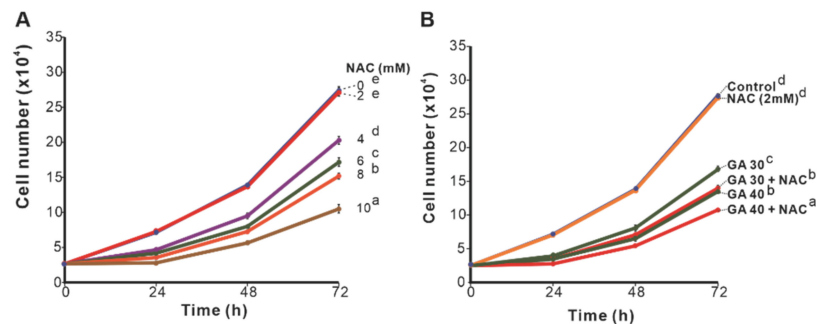 A
Cell number (x10⁴)
35
30
25
20
15
10
5
0
0
24
48
72
Time (h)
NAC (mM)
0 e
2 e
4 d
6 c
8 b
10 a
B
Cell number (x10⁴)
35
30
25
20
15
10
5
0
0
24
48
72
Time (h)
Control d
NAC (2mM) d
GA 30 c
GA 30 + NAC b
GA 40 b
GA 40 + NAC a